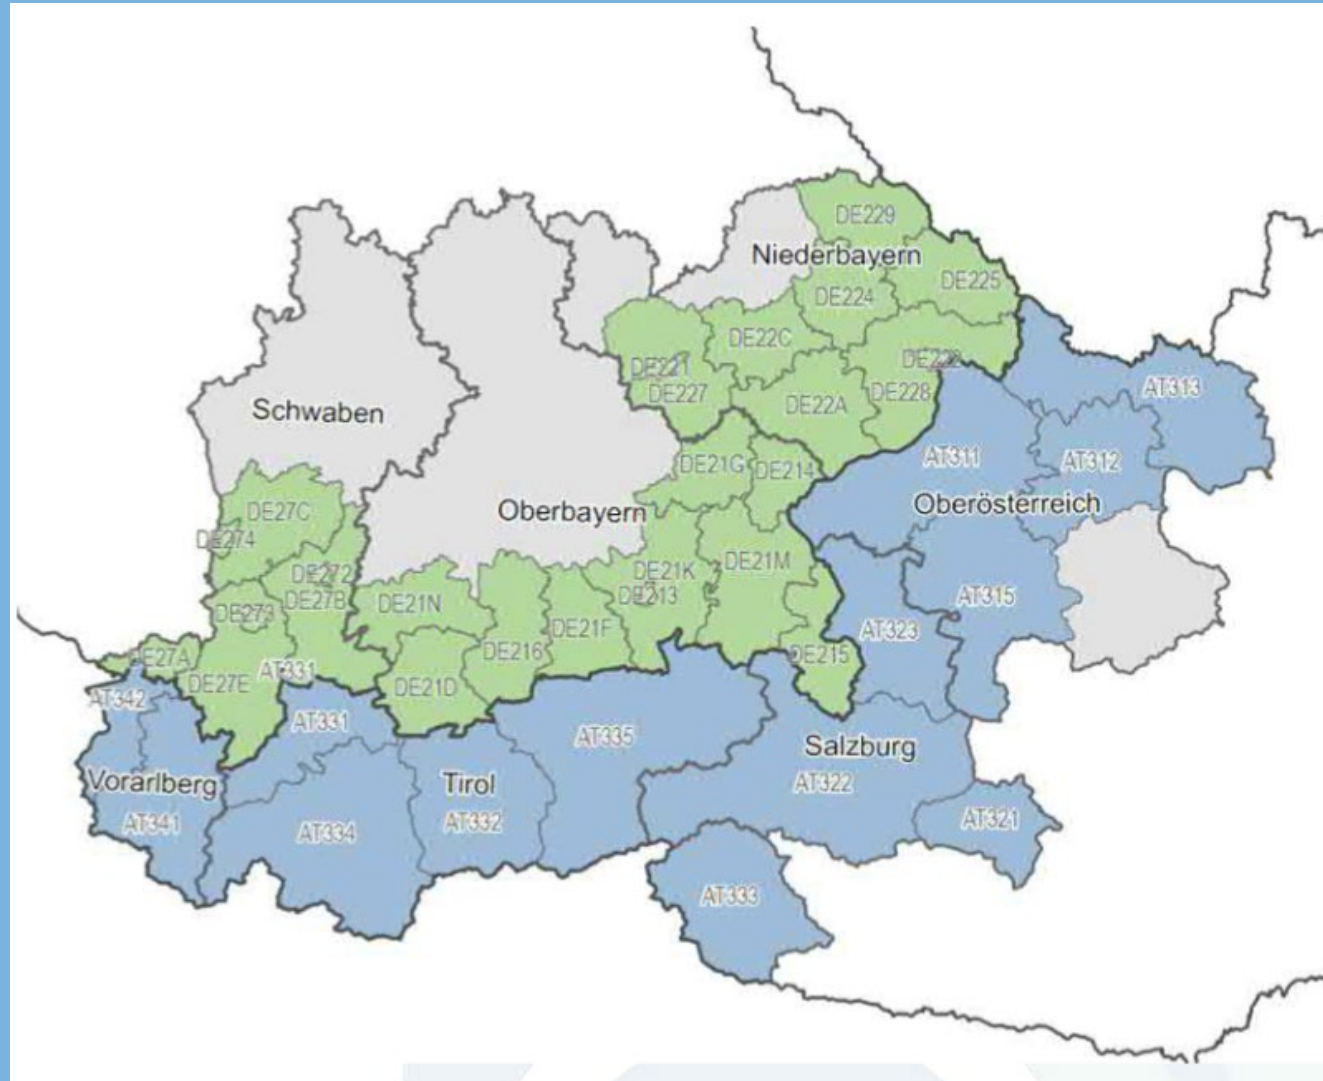 DE229
Niederbayern
DE225
DE224
DE22C
DE221
DE222
DE227
DE228
DE22A
AT313
Schwaben
AT311
AT312
DE21G
DE214
Oberösterreich
DE27C
Oberbayern
DE274
DE21M
DE272
DE21K
DE27B
DE213
AT315
DE21N
DE273
DE21F
AT323
DE27A
DE216
DE215
AT331
DE27E
DE21D
AT342
AT331
AT335
Salzburg
Vorarlberg
Tirol
AT322
AT341
AT334
AT332
AT321
AT333